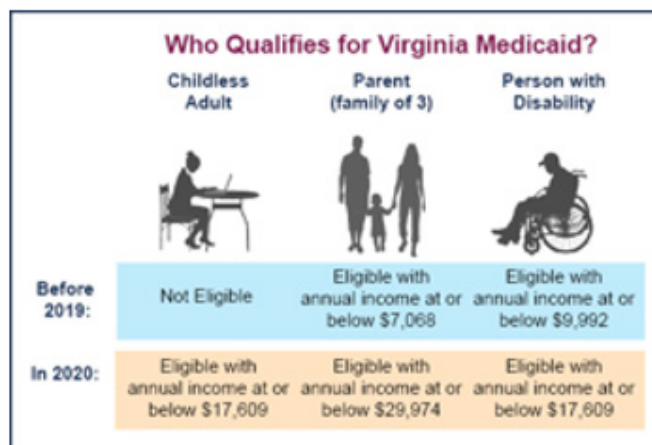 Who Qualifies for Virginia Medicaid?
Childless
Adult
Parent
(family of 3)
Person with
Disability
Before
2019:
Not Eligible
Eligible with
annual income at or
below $7,068
Eligible with
annual income at or
below $9,992
In 2020:
Eligible with
annual income at or
below $17,609
Eligible with
annual income at or
below $29,974
Eligible with
annual income at or
below $17,609